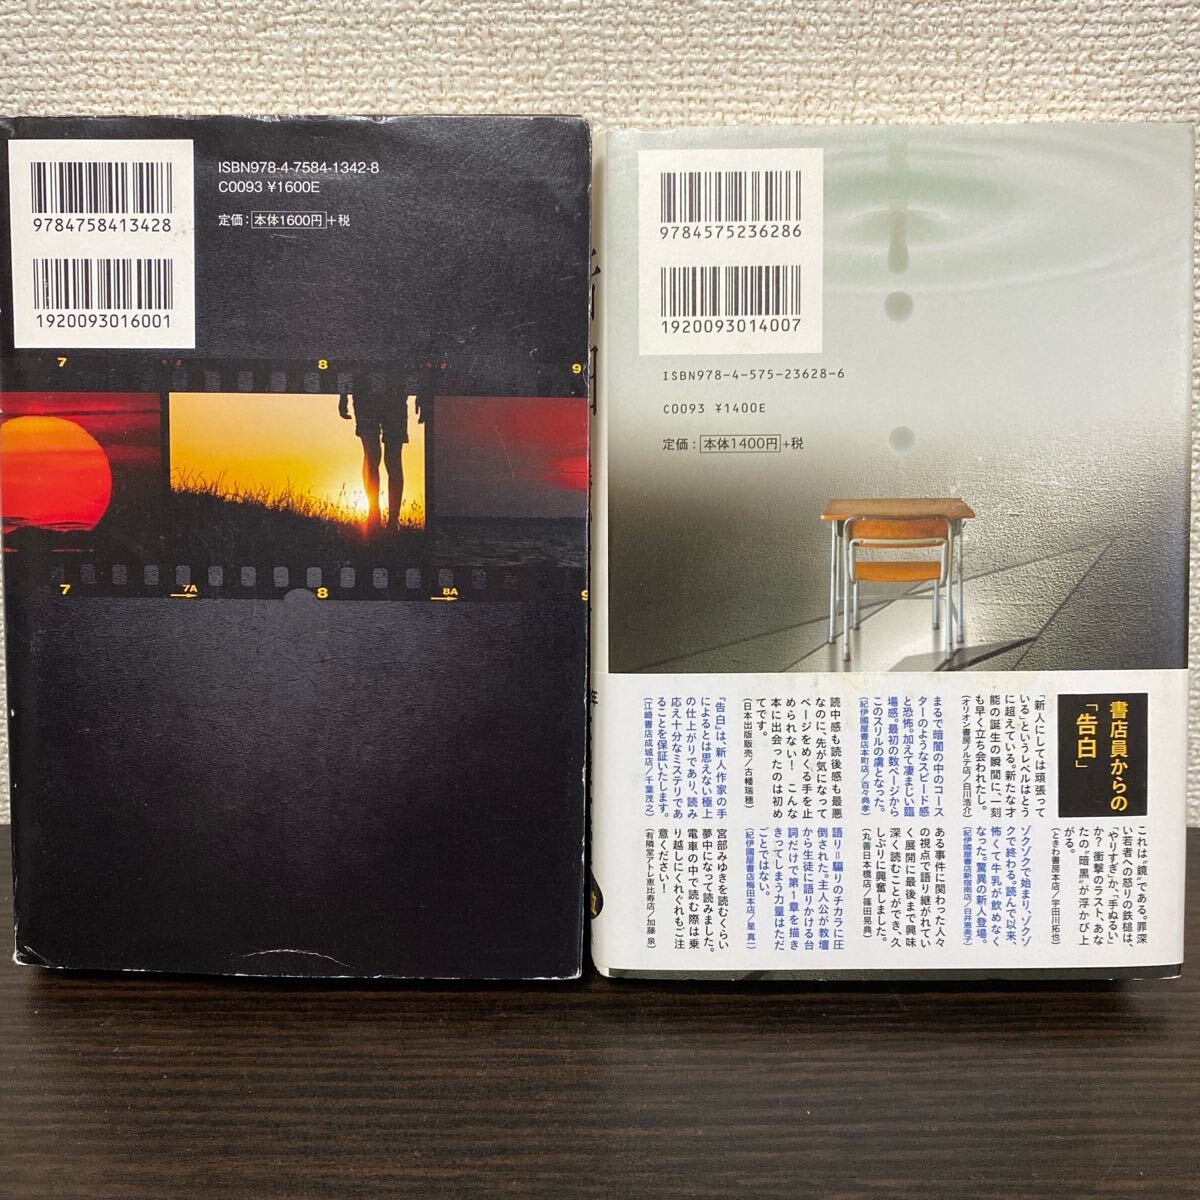 ISBN978-4-7584-1342-8
C0093 ¥1600E
定価：本体1600円+税
9784758413428
1920093016001
7
8
9
7
7A
8
8A
9
9784575236286
1920093014007
ISBN978-4-575-23628-6
C0093 ¥1400E
定価：本体1400円+税
書店員からの
「告白」
「新人にしては頑張って
いる」というレベルはとう
に超えている。新たな才
能の誕生の瞬間に、一刻
も早く立ち会われたし。
（オリオン書房ノルテ店／白川浩介）
まるで暗闇の中のコース
ターのようなスピード感
と恐怖。加えて凄まじい臨
場感。最初の数ページから
このスリルの虜となった。
（紀伊國屋書店本町店／百々典孝）
読中感も読後感も最悪
なのに、先が気になって
ページをめくる手を止
められない！ こんな
本に出会ったのは初め
てです。
（日本出版販売／古幡瑞穂）
『告白』は、新人作家の手
によるとは思えない極上
の仕上がりであり、読み
応え十分なミステリであ
ることを保証いたします。
（江崎書店成城店／千葉茂之）
これは“鏡”である。罪深
い若者への怒りの鉄槌は、
「やりすぎ」か、「手ぬるい」
か？ 衝撃のラスト、あな
たの“暗黒”が浮かび上
がる。
（ときわ書房本店／宇田川拓也）
ゾクゾクで始まり、ゾクゾ
クで終わる。読んで以来、
怖くて牛乳が飲めなく
なった。驚異の新人登場。
（紀伊國屋書店新宿南店／白井恵美子）
ある事件に関わった人々
の視点で語り継がれてい
く展開に最後まで興味
深く読むことができ、久
しぶりに興奮しました。
（丸善日本橋店／篠田晃典）
語り＝騙りのチカラに圧
倒された。主人公が教壇
から生徒に語りかける台
詞だけで第1章を描き
きってしまう力量はただ
ごとではない。
（紀伊國屋書店梅田本店／星真一）
宮部みゆきを読むくらい
夢中になって読みました。
電車の中で読む際は乗
り越しにくれぐれもご注
意ください！
（有隣堂アトレ恵比寿店／加藤泉）